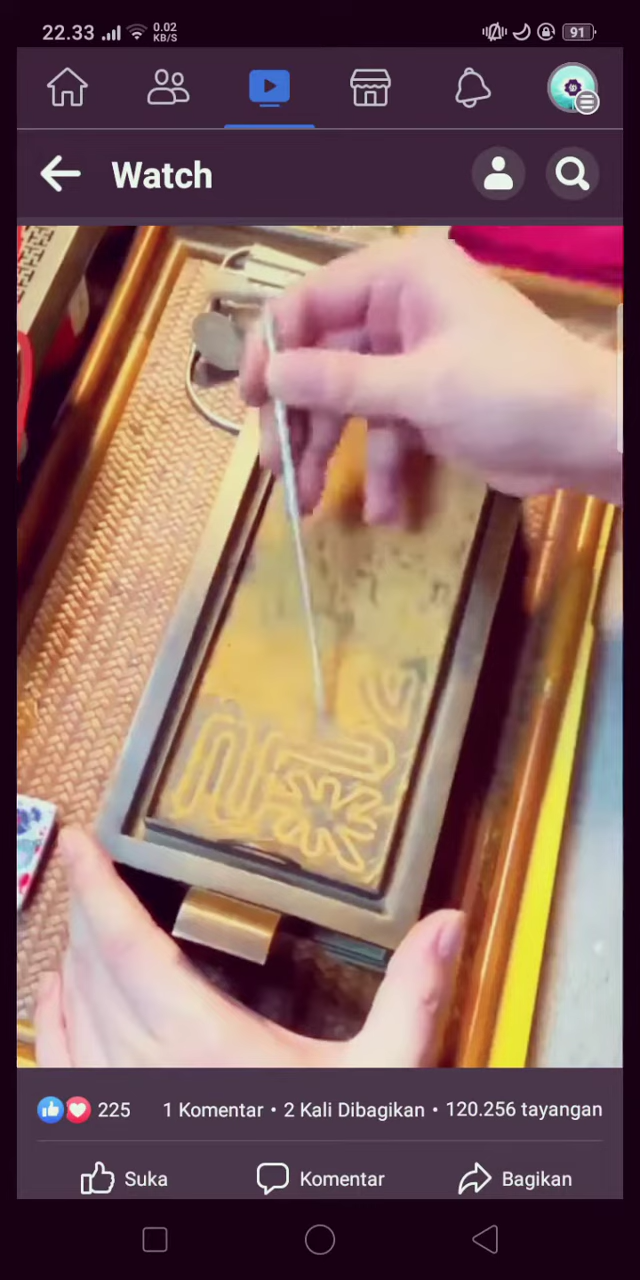 22.33 0.02 KB/S 91
Watch
225 1 Komentar • 2 Kali Dibagikan • 120.256 tayangan
Suka Komentar Bagikan